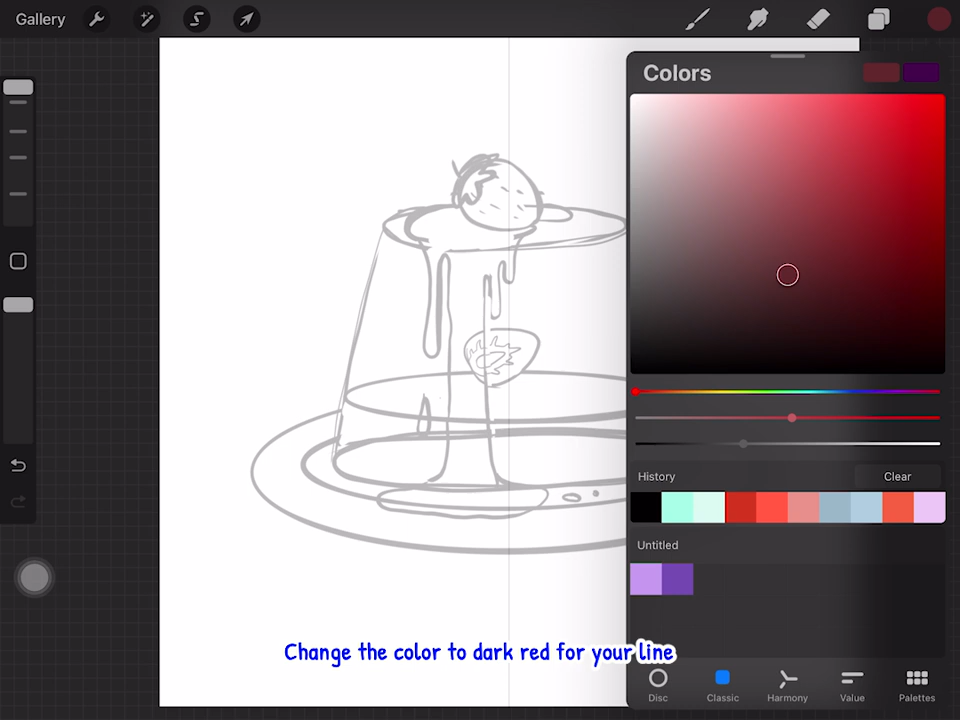 Gallery
Colors
History
Clear
Untitled
Change the color to dark red for your line
Disc
Classic
Harmony
Value
Palettes